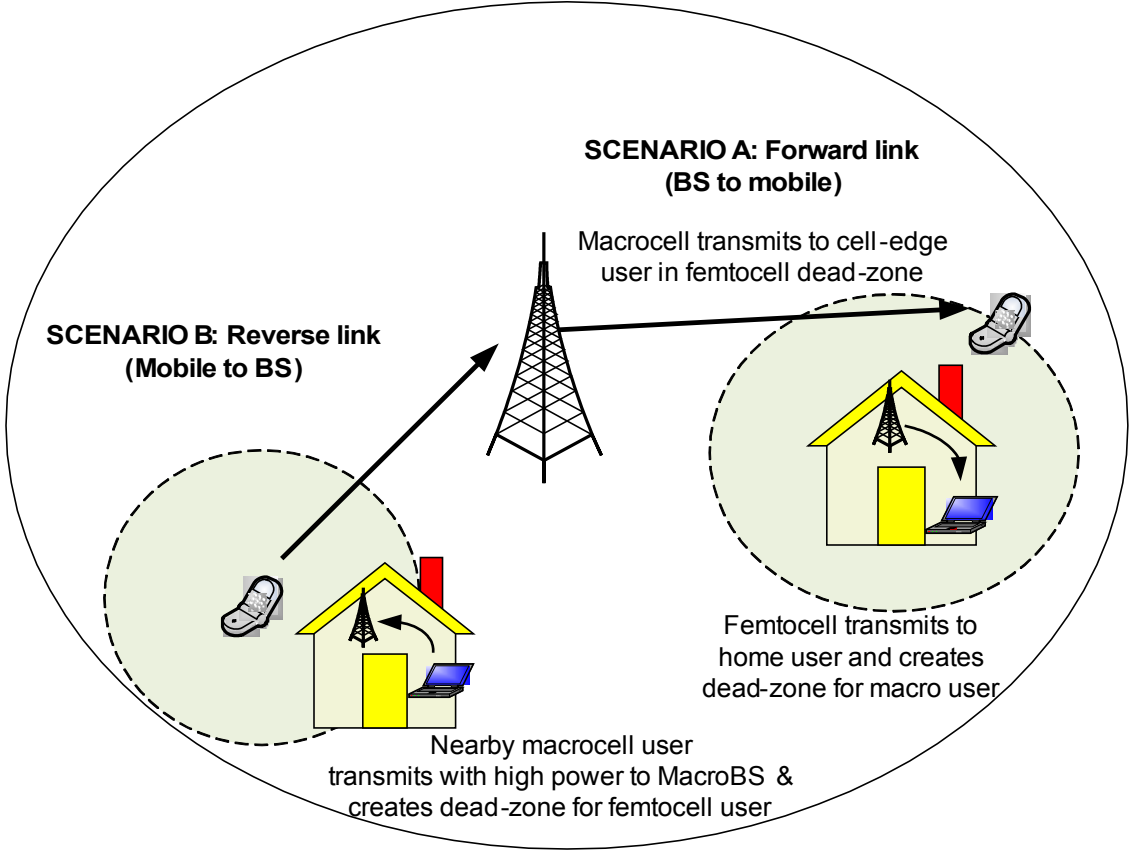 SCENARIO A: Forward link
(BS to mobile)
Macrocell transmits to cell-edge
user in femtocell dead-zone
SCENARIO B: Reverse link
(Mobile to BS)
Femtocell transmits to
home user and creates
dead-zone for macro user
Nearby macrocell user
transmits with high power to MacroBS &
creates dead-zone for femtocell user